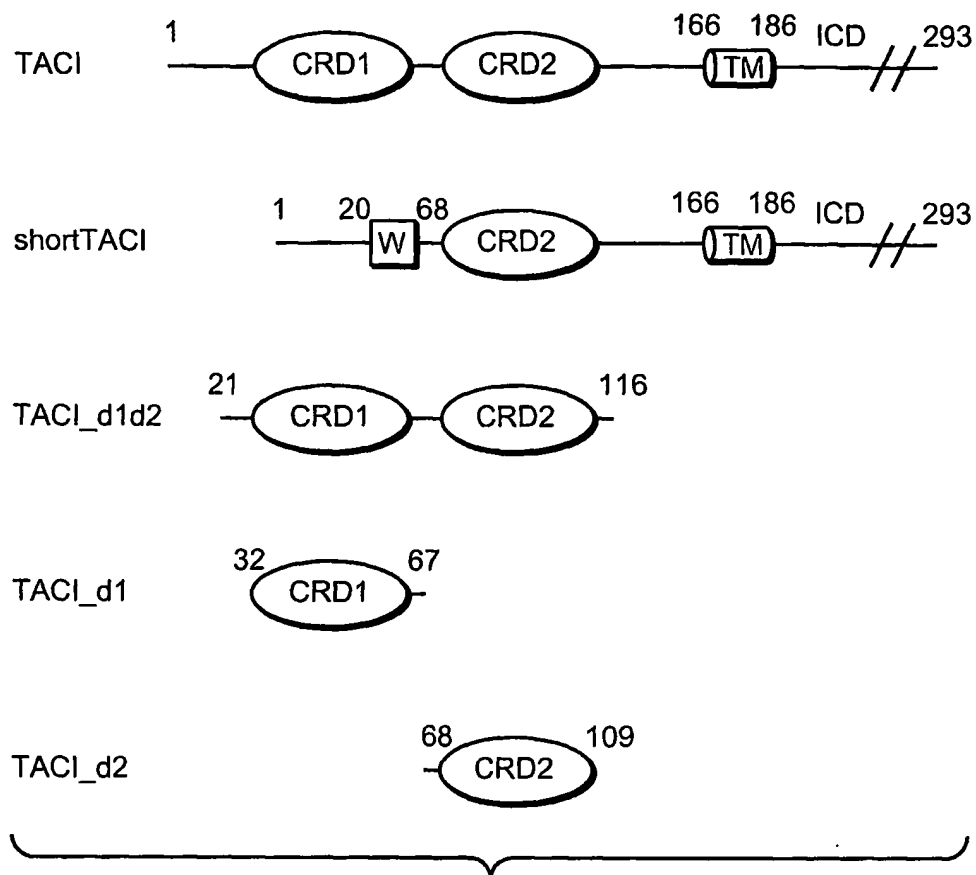 1 166 186 ICD 293
TACI CRD1 CRD2 TM
1 20 68 166 186 ICD 293
shortTACI W CRD2 TM
21 116
TACI_d1d2 CRD1 CRD2
32 67
TACI_d1 CRD1
68 109
TACI_d2 CRD2